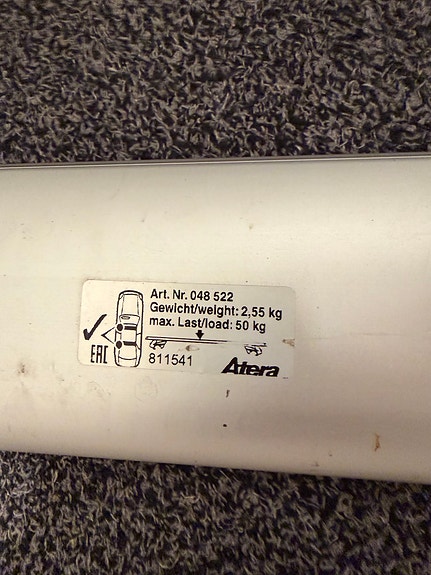 Art. Nr. 048 522
Gewicht/weight: 2,55 kg
max. Last/load: 50 kg
EAC
811541
Atera